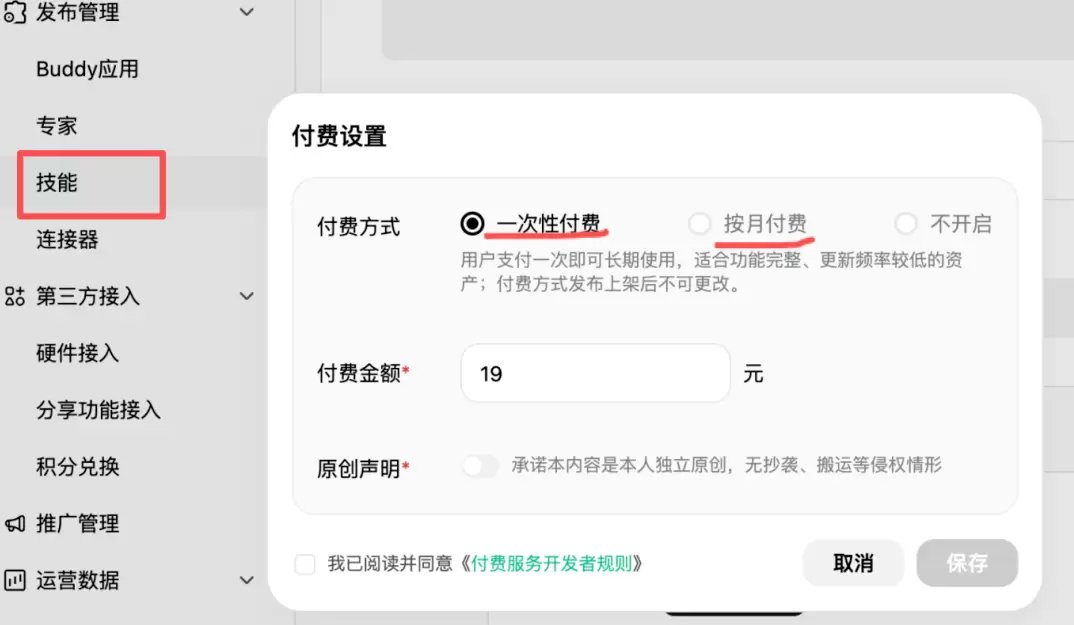 发布管理
Buddy应用
专家
技能
连接器
第三方接入
硬件接入
分享功能接入
积分兑换
推广管理
运营数据
付费设置
付费方式
一次性付费
按月付费
不开启
用户支付一次即可长期使用，适合功能完整、更新频率较低的资
产；付费方式发布上架后不可更改。
付费金额*
19
元
原创声明*
承诺本内容是本人独立原创，无抄袭、搬运等侵权情形
我已阅读并同意《付费服务开发者规则》
取消
保存